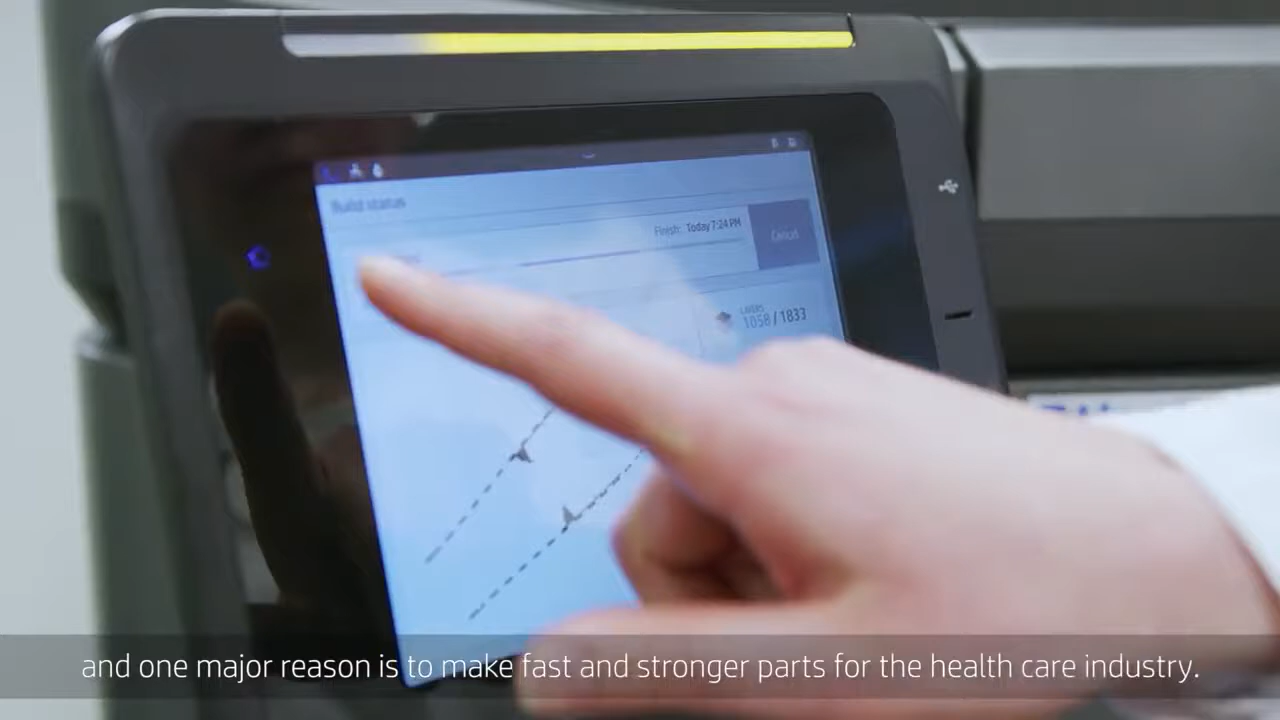 Build status
Finish: Today 7:24 PM
Cancel
LAYERS
1058 / 1833
and one major reason is to make fast and stronger parts for the health care industry.